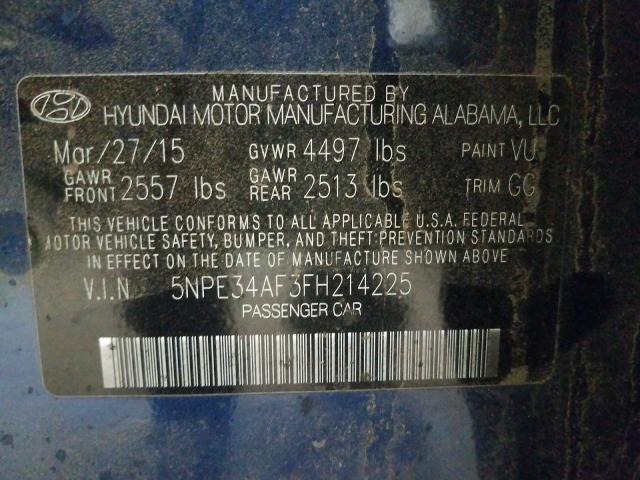 MANUFACTURED BY
HYUNDAI MOTOR MANUFACTURING ALABAMA, LLC
Mar/27/15 GVWR 4497 lbs PAINT VU
GAWR FRONT 2557 lbs GAWR REAR 2513 lbs TRIM GG
THIS VEHICLE CONFORMS TO ALL APPLICABLE U.S.A. FEDERAL
MOTOR VEHICLE SAFETY, BUMPER, AND THEFT PREVENTION STANDARDS
IN EFFECT ON THE DATE OF MANUFACTURE SHOWN ABOVE
V.I.N 5NPE34AF3FH214225
PASSENGER CAR